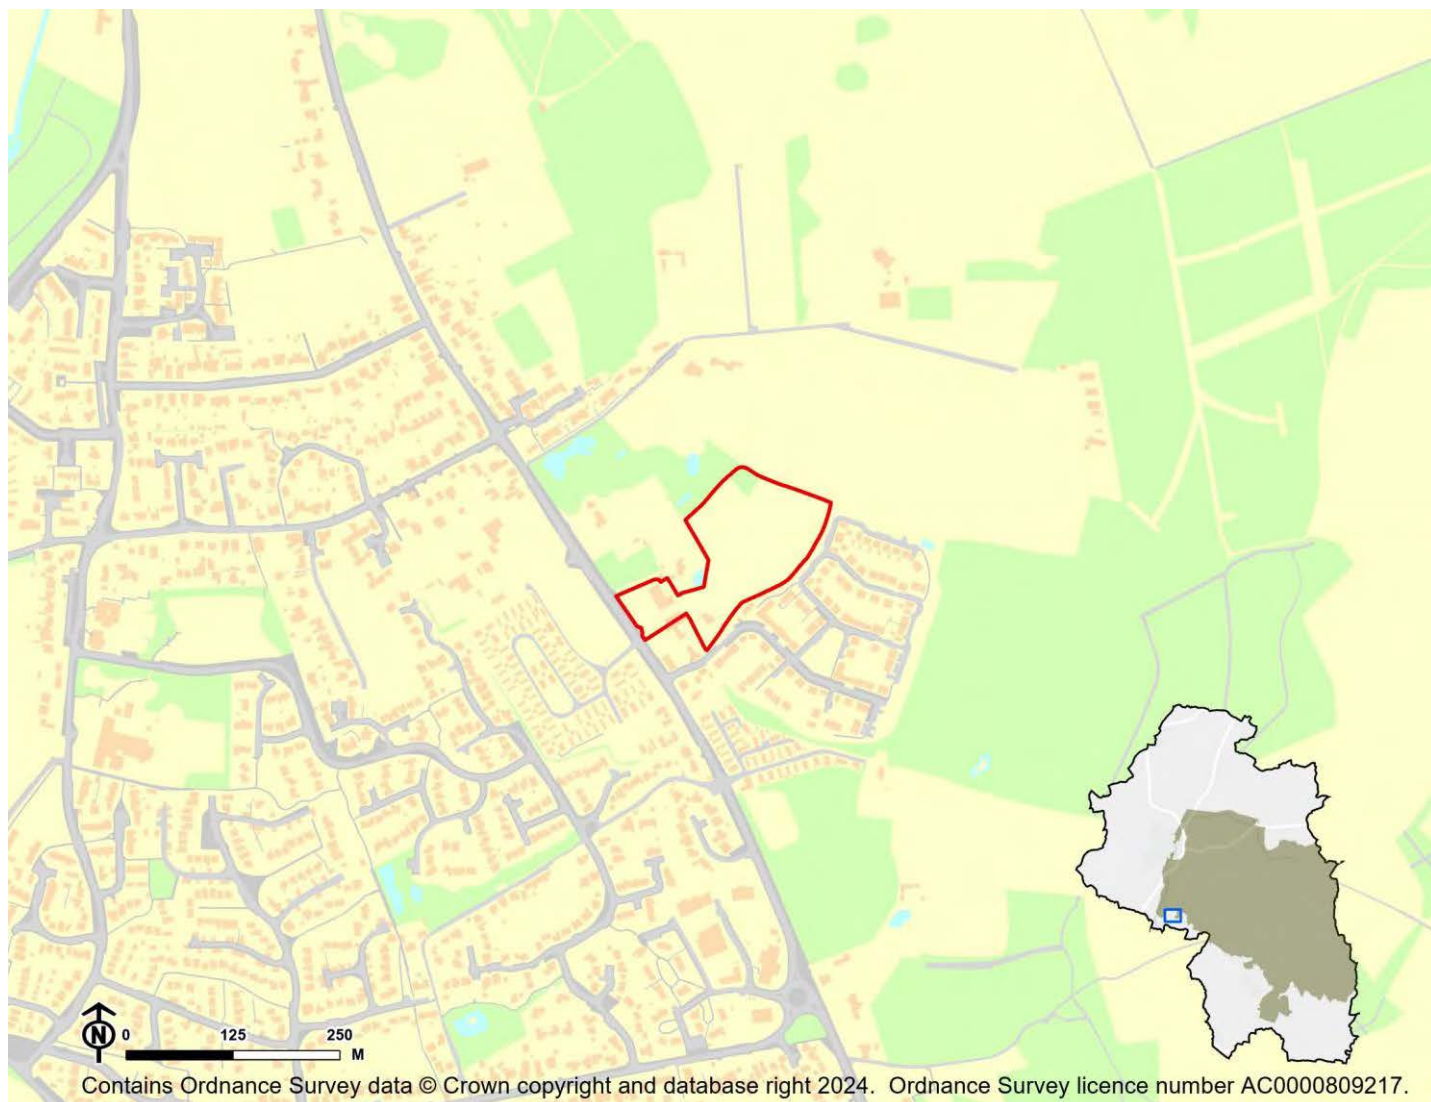 N
0 125 250
M
Contains Ordnance Survey data © Crown copyright and database right 2024. Ordnance Survey licence number AC0000809217.